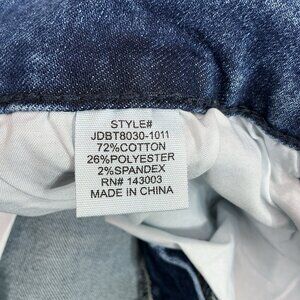 STYLE#
JDBT8030-1011
72%COTTON
26%POLYESTER
2%SPANDEX
RN# 143003
MADE IN CHINA